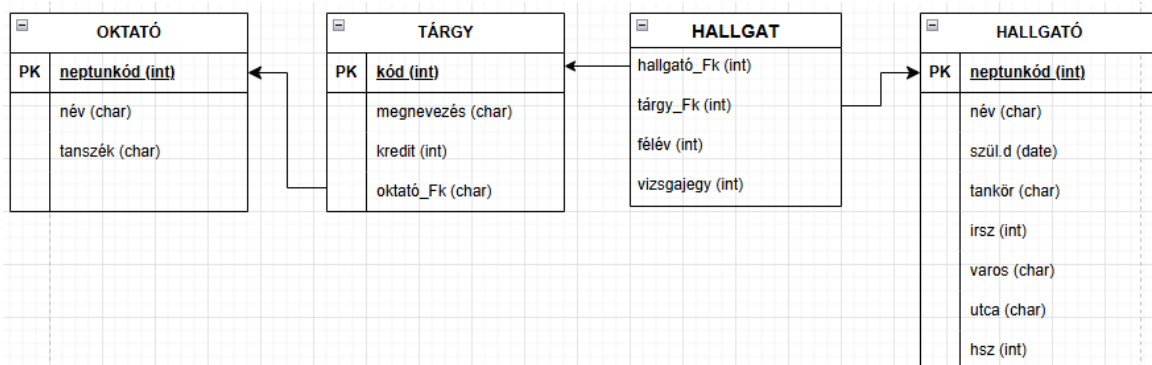 OKTATÓ
PK neptunkód (int)
név (char)
tanszék (char)
TÁRGY
PK kód (int)
megnevezés (char)
kredit (int)
oktató_Fk (char)
HALLGAT
hallgató_Fk (int)
tárgy_Fk (int)
félév (int)
vizsgajegy (int)
HALLGATÓ
PK neptunkód (int)
név (char)
szül.d (date)
tankör (char)
irsz (int)
varos (char)
utca (char)
hsz (int)